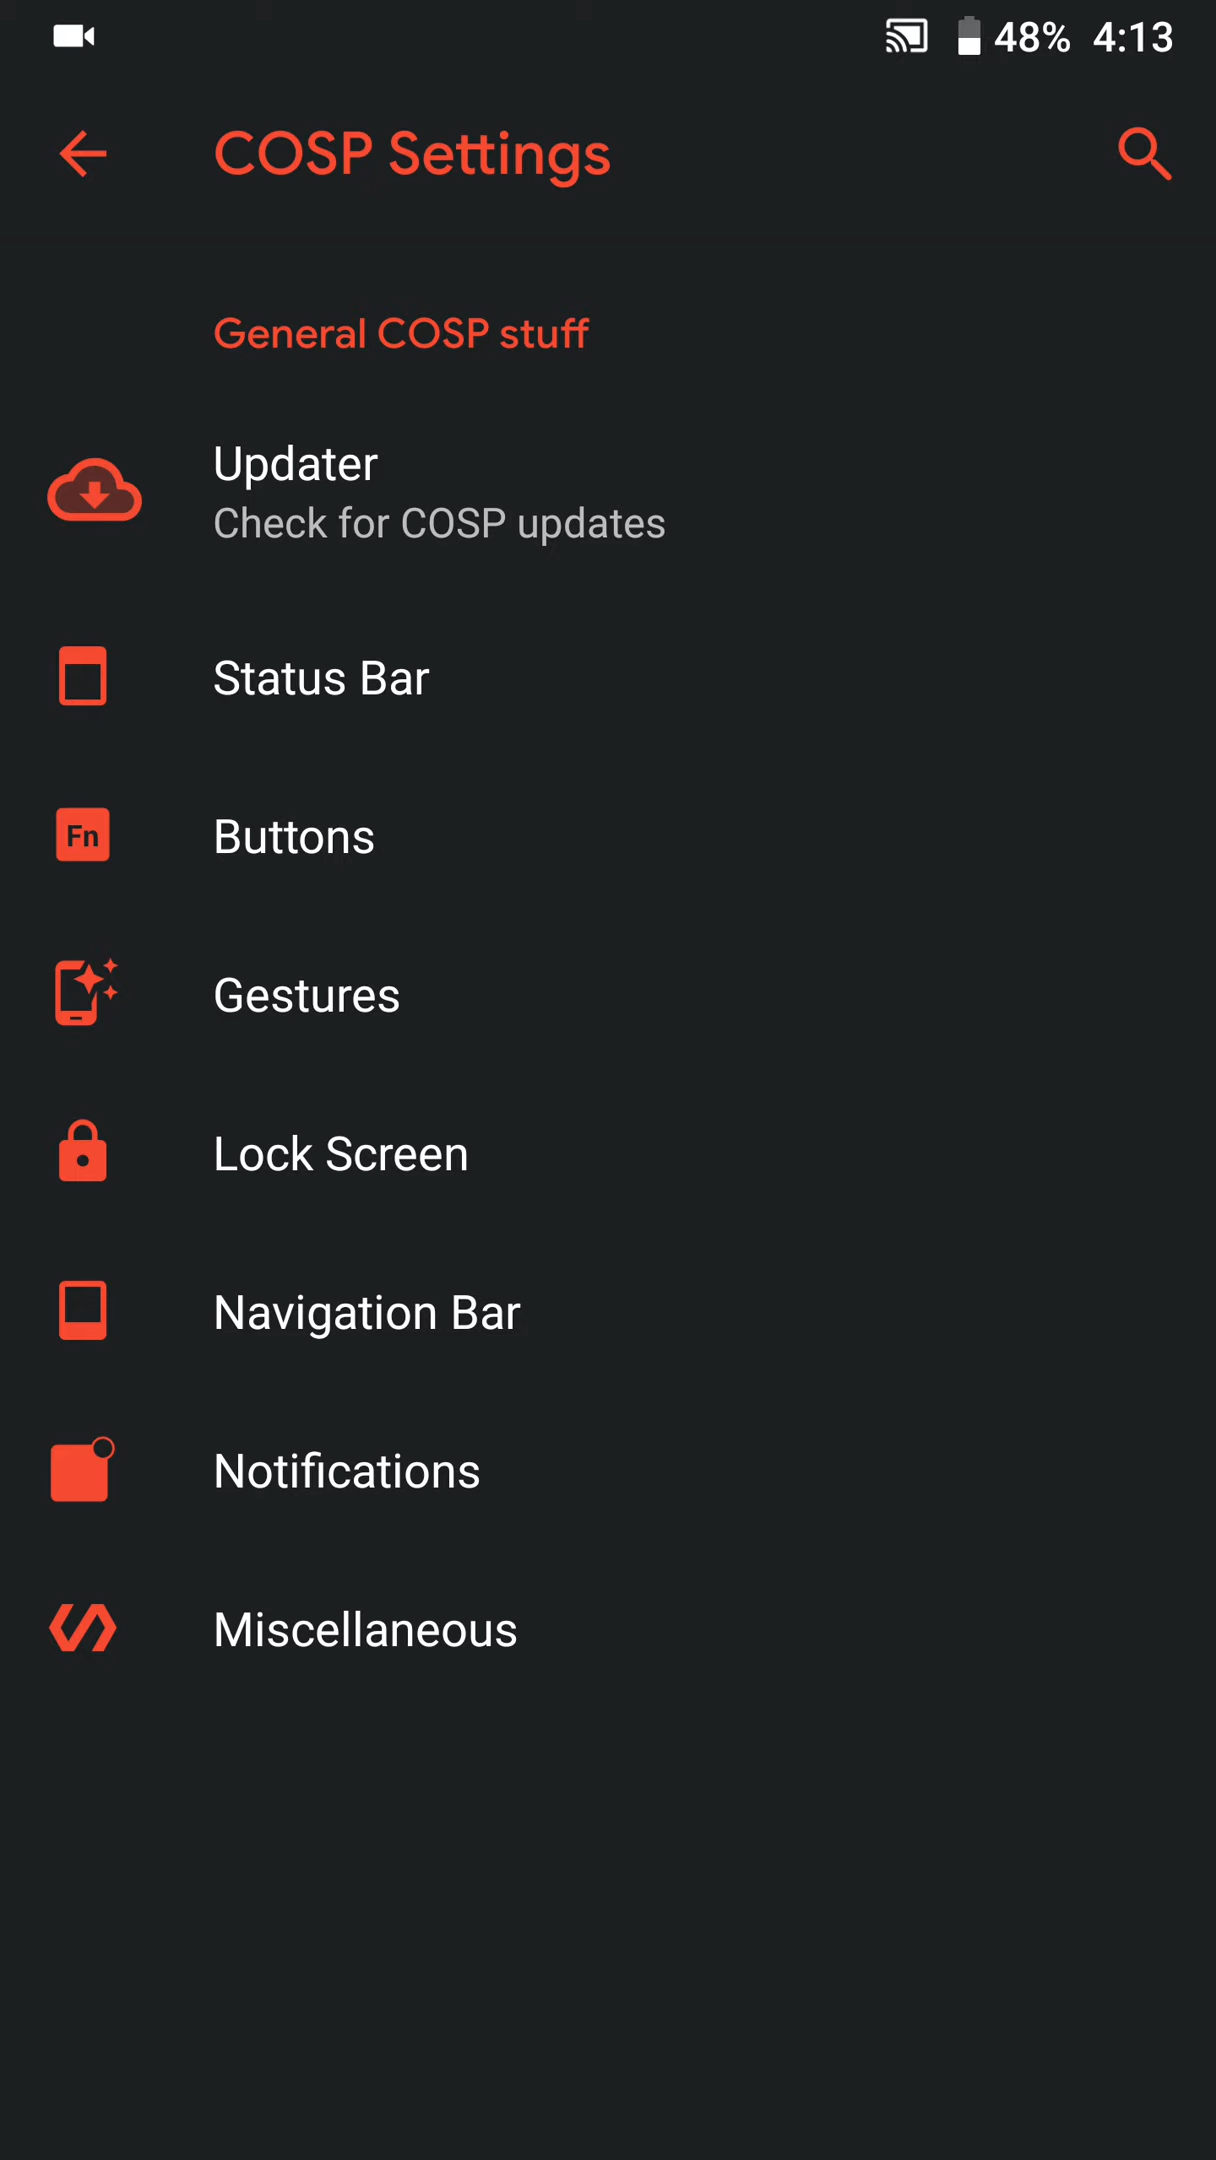 48% 4:13
COSP Settings
General COSP stuff
Updater
Check for COSP updates
Status Bar
Fn
Buttons
Gestures
Lock Screen
Navigation Bar
Notifications
Miscellaneous